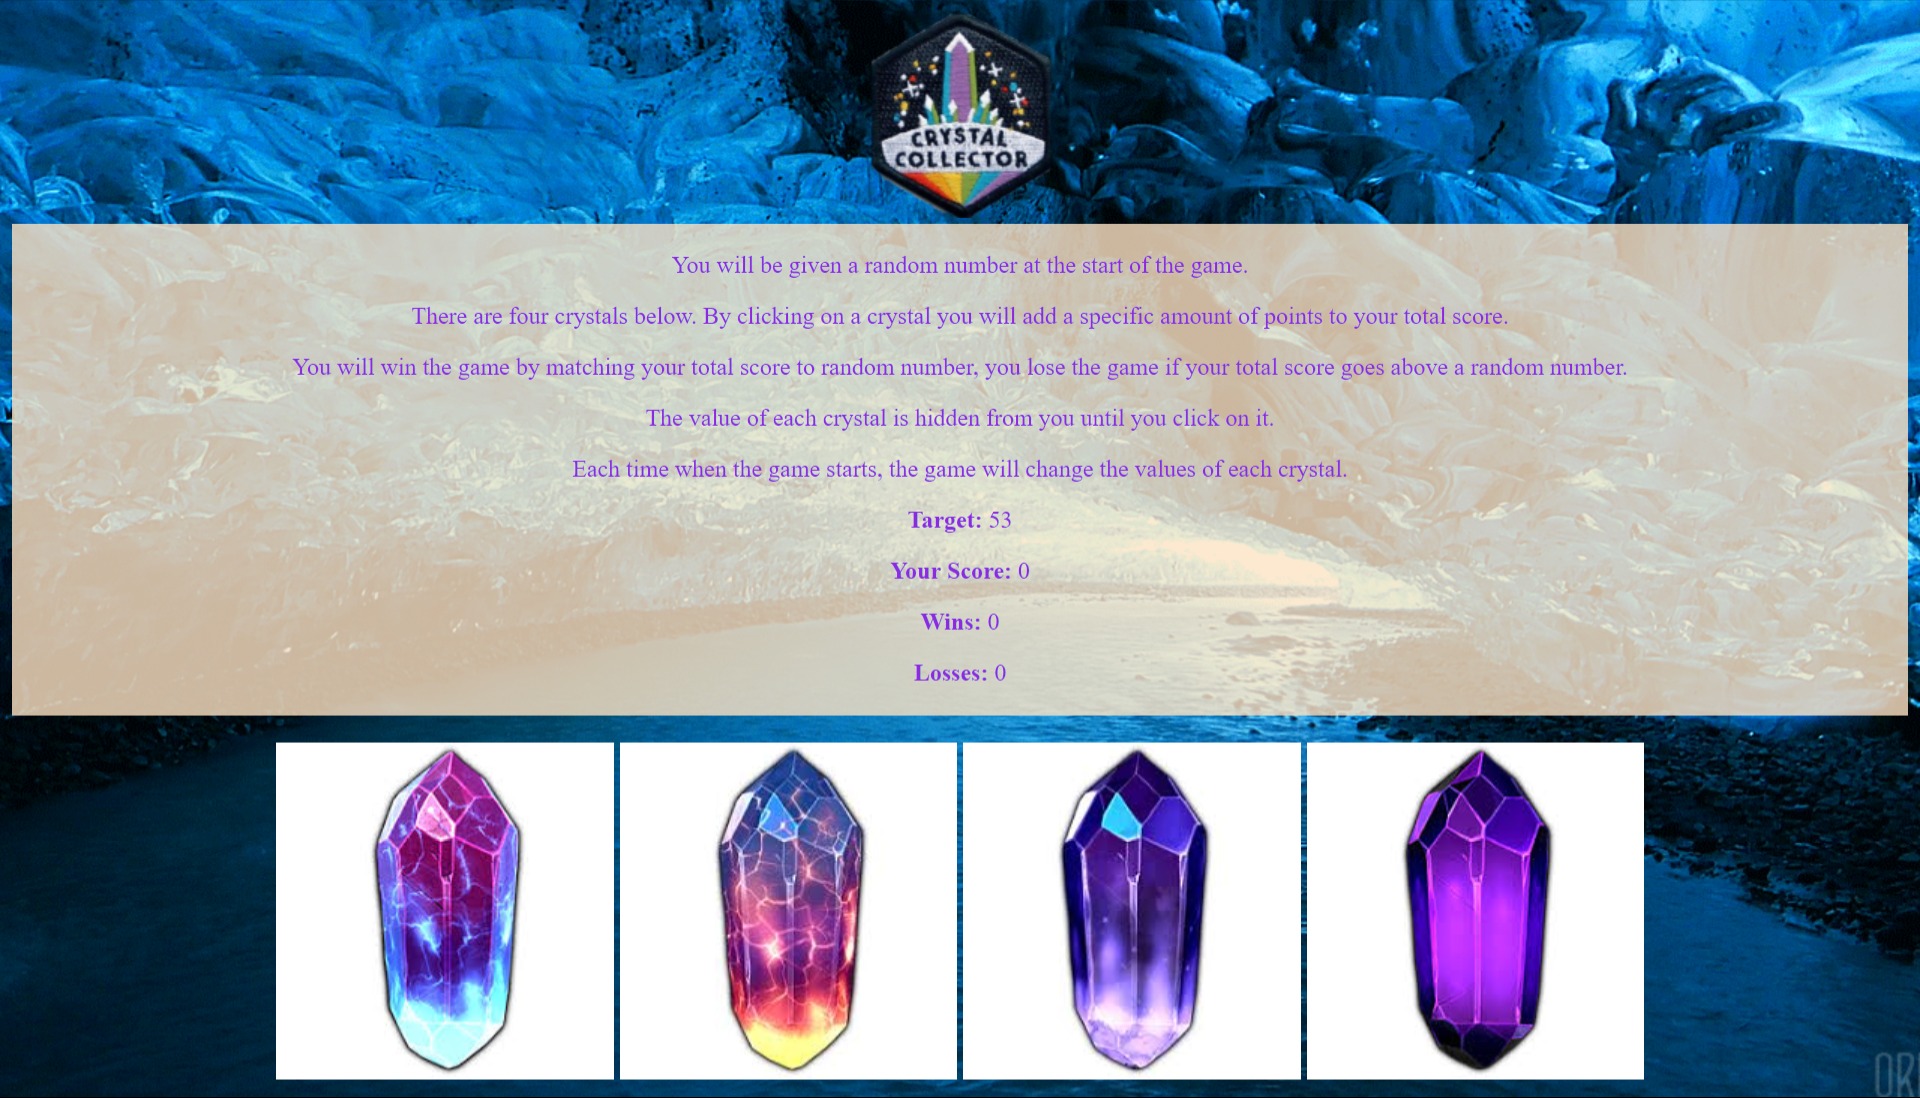 CRYSTAL
COLLECTOR
You will be given a random number at the start of the game.
There are four crystals below. By clicking on a crystal you will add a specific amount of points to your total score.
You will win the game by matching your total score to random number, you lose the game if your total score goes above a random number.
The value of each crystal is hidden from you until you click on it.
Each time when the game starts, the game will change the values of each crystal.
Target: 53
Your Score: 0
Wins: 0
Losses: 0